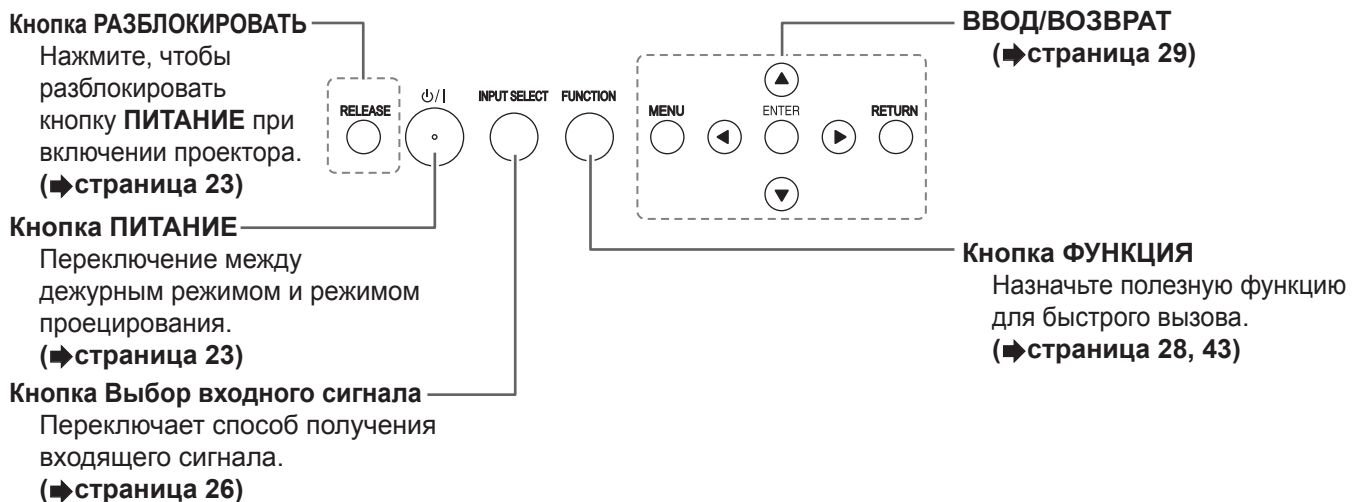 Кнопка РАЗБЛОКИРОВАТЬ
Нажмите, чтобы
разблокировать
кнопку ПИТАНИЕ при
включении проектора.
(➡страница 23)
Кнопка ПИТАНИЕ
Переключение между
дежурным режимом и режимом
проецирования.
(➡страница 23)
Кнопка Выбор входного сигнала
Переключает способ получения
входящего сигнала.
(➡страница 26)
RELEASE
⏻/|
INPUT SELECT
FUNCTION
MENU
ENTER
RETURN
ВВОД/ВОЗВРАТ
(➡страница 29)
Кнопка ФУНКЦИЯ
Назначьте полезную функцию
для быстрого вызова.
(➡страница 28, 43)